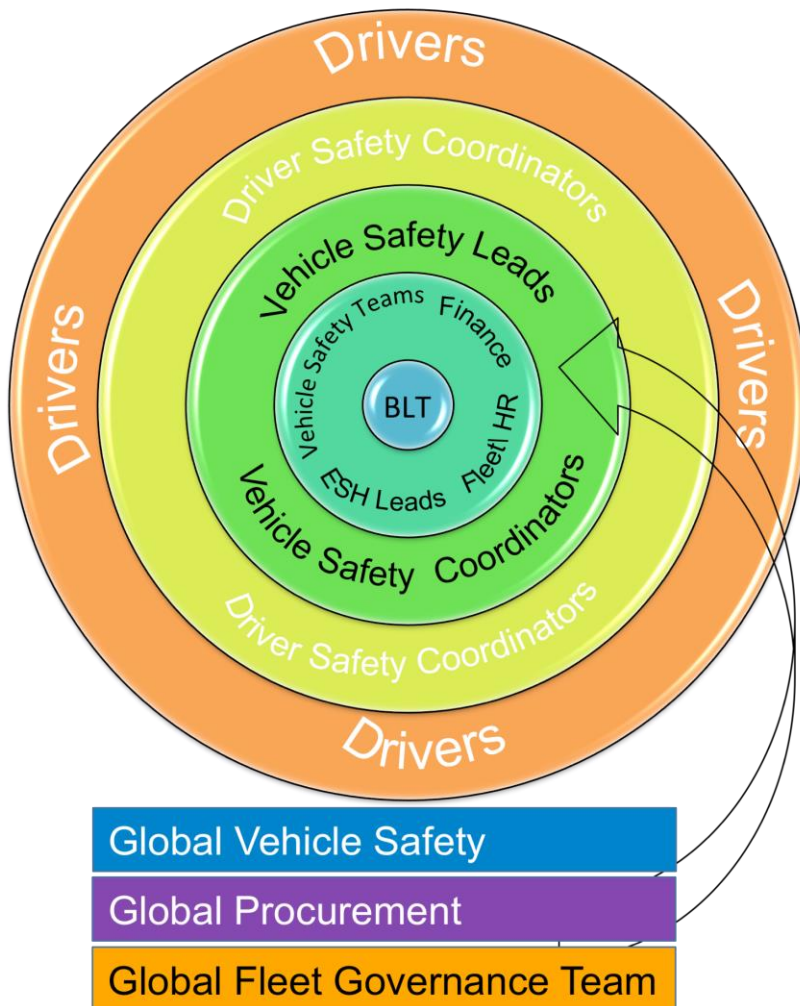 Drivers
Driver Safety Coordinators
Vehicle Safety Leads
Vehicle Safety Teams
Finance
Drivers
BLT
Drivers
Fleet\ HR
ESH Leads
Vehicle Safety Coordinators
Driver Safety Coordinators
Drivers
Global Vehicle Safety
Global Procurement
Global Fleet Governance Team